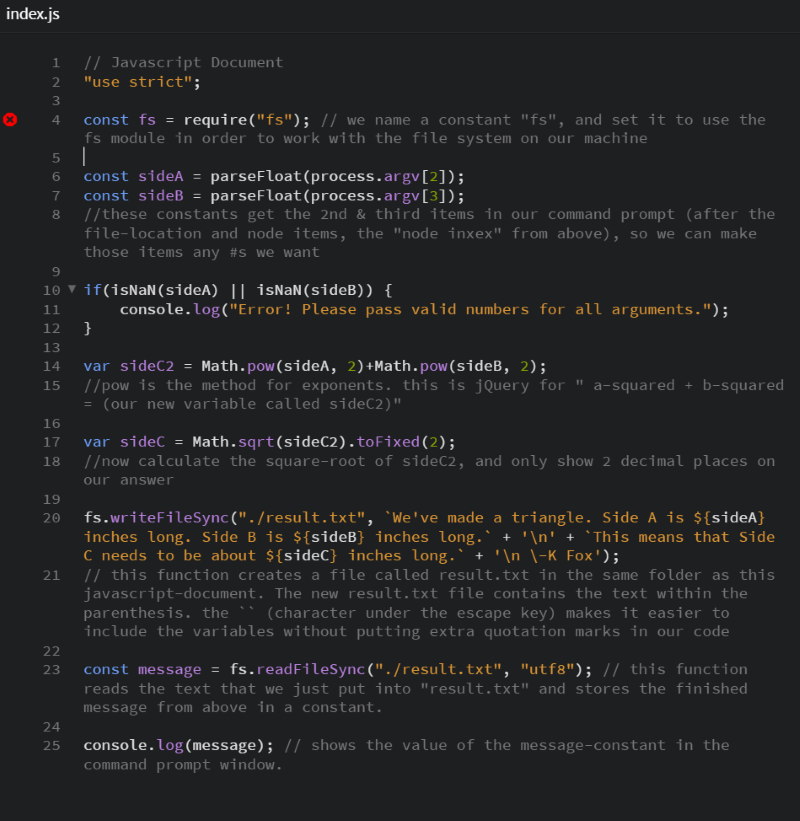 index.js
1 // Javascript Document
2 "use strict";
3
4 const fs = require("fs"); // we name a constant "fs", and set it to use the
fs module in order to work with the file system on our machine
5
6 const sideA = parseFloat(process.argv[2]);
7 const sideB = parseFloat(process.argv[3]);
8 //these constants get the 2nd & third items in our command prompt (after the
file-location and node items, the "node inxex" from above), so we can make
those items any #s we want
9
10 if(isNaN(sideA) || isNaN(sideB)) {
11 console.log("Error! Please pass valid numbers for all arguments.");
12 }
13
14 var sideC2 = Math.pow(sideA, 2)+Math.pow(sideB, 2);
15 //pow is the method for exponents. this is jQuery for " a-squared + b-squared
= (our new variable called sideC2)"
16
17 var sideC = Math.sqrt(sideC2).toFixed(2);
18 //now calculate the square-root of sideC2, and only show 2 decimal places on
our answer
19
20 fs.writeFileSync("./result.txt", `We've made a triangle. Side A is ${sideA}
inches long. Side B is ${sideB} inches long.` + '\n' + `This means that Side
C needs to be about ${sideC} inches long.` + '\n \-K Fox');
21 // this function creates a file called result.txt in the same folder as this
javascript-document. The new result.txt file contains the text within the
parenthesis. the `` (character under the escape key) makes it easier to
include the variables without putting extra quotation marks in our code
22
23 const message = fs.readFileSync("./result.txt", "utf8"); // this function
reads the text that we just put into "result.txt" and stores the finished
message from above in a constant.
24
25 console.log(message); // shows the value of the message-constant in the
command prompt window.